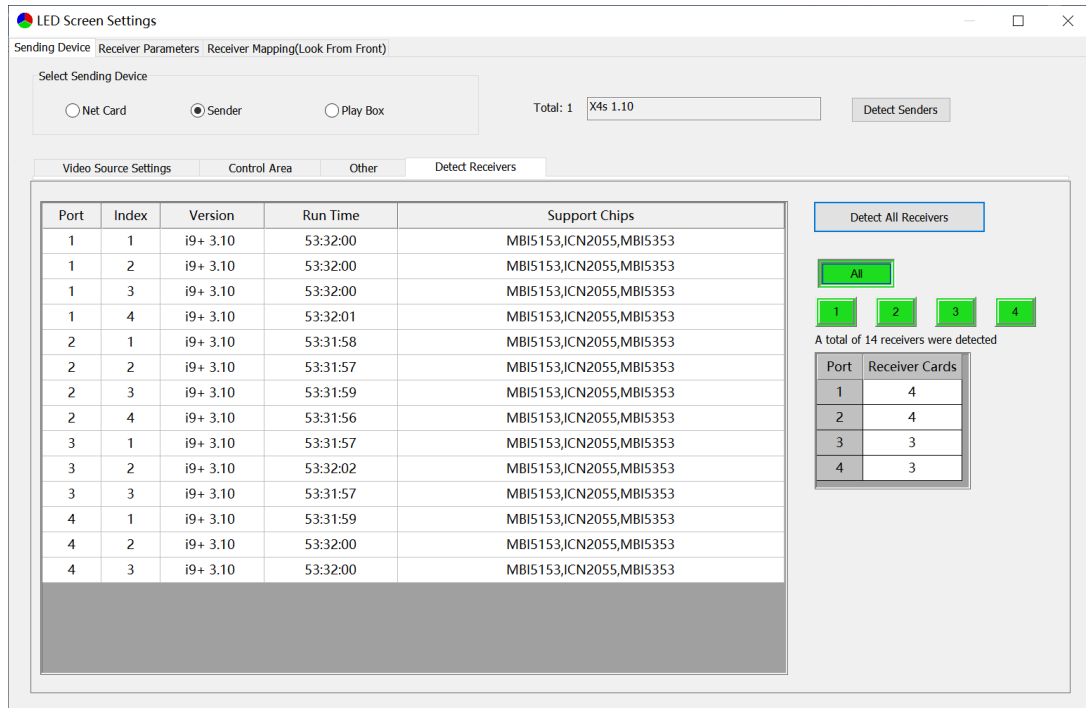 LED Screen Settings
Sending Device Receiver Parameters Receiver Mapping(Look From Front)
Select Sending Device
Net Card Sender Play Box
Total: 1 X4s 1.10 Detect Senders
Video Source Settings Control Area Other Detect Receivers
Port Index Version Run Time Support Chips
1 1 i9+ 3.10 53:32:00 MBI5153,ICN2055,MBI5353
1 2 i9+ 3.10 53:32:00 MBI5153,ICN2055,MBI5353
1 3 i9+ 3.10 53:32:00 MBI5153,ICN2055,MBI5353
1 4 i9+ 3.10 53:32:01 MBI5153,ICN2055,MBI5353
2 1 i9+ 3.10 53:31:58 MBI5153,ICN2055,MBI5353
2 2 i9+ 3.10 53:31:57 MBI5153,ICN2055,MBI5353
2 3 i9+ 3.10 53:31:59 MBI5153,ICN2055,MBI5353
2 4 i9+ 3.10 53:31:56 MBI5153,ICN2055,MBI5353
3 1 i9+ 3.10 53:31:57 MBI5153,ICN2055,MBI5353
3 2 i9+ 3.10 53:32:02 MBI5153,ICN2055,MBI5353
3 3 i9+ 3.10 53:31:57 MBI5153,ICN2055,MBI5353
4 1 i9+ 3.10 53:31:59 MBI5153,ICN2055,MBI5353
4 2 i9+ 3.10 53:32:00 MBI5153,ICN2055,MBI5353
4 3 i9+ 3.10 53:32:00 MBI5153,ICN2055,MBI5353
Detect All Receivers
All
1 2 3 4
A total of 14 receivers were detected
Port Receiver Cards
1 4
2 4
3 3
4 3